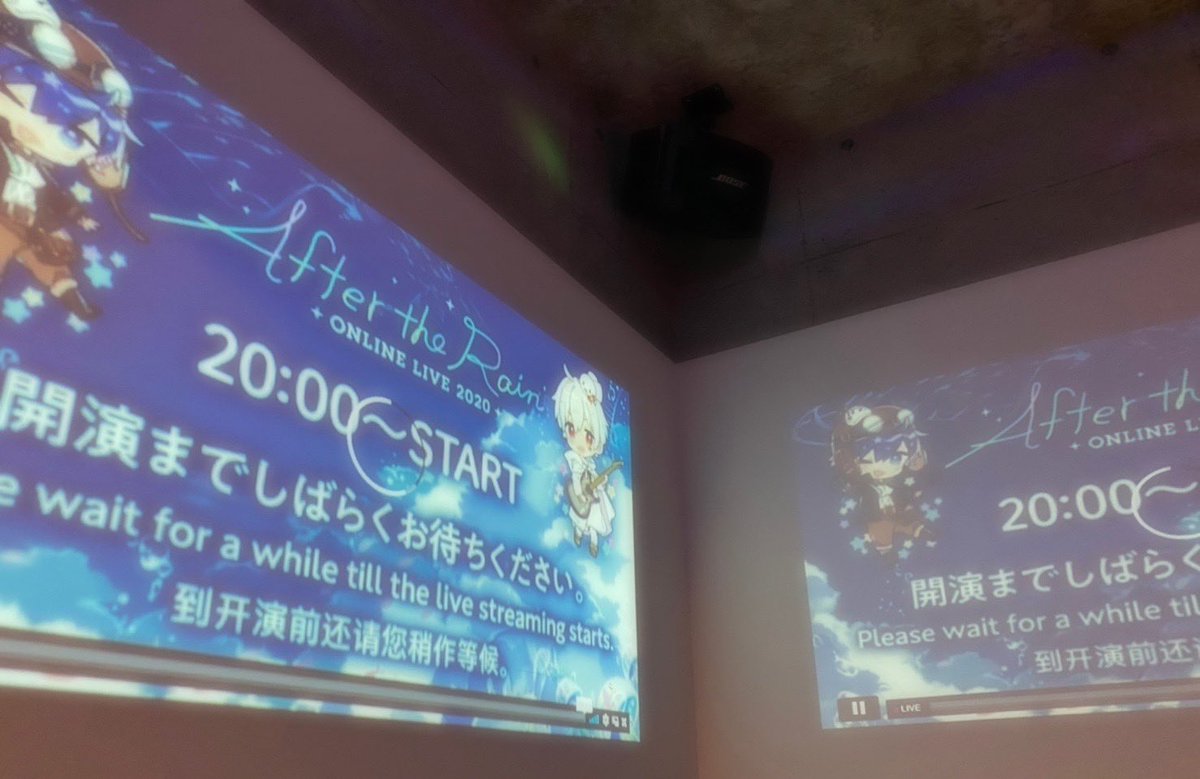 After the Rain
ONLINE LIVE 2020
20:00~START
開演までしばらくお待ちください。
e wait for a while till the live streaming starts.
到开演前还请您稍作等候。
BOSE
After th
ONLINE L
20:00~
開演までしばらく
Please wait for a while til
到开演前还
LIVE